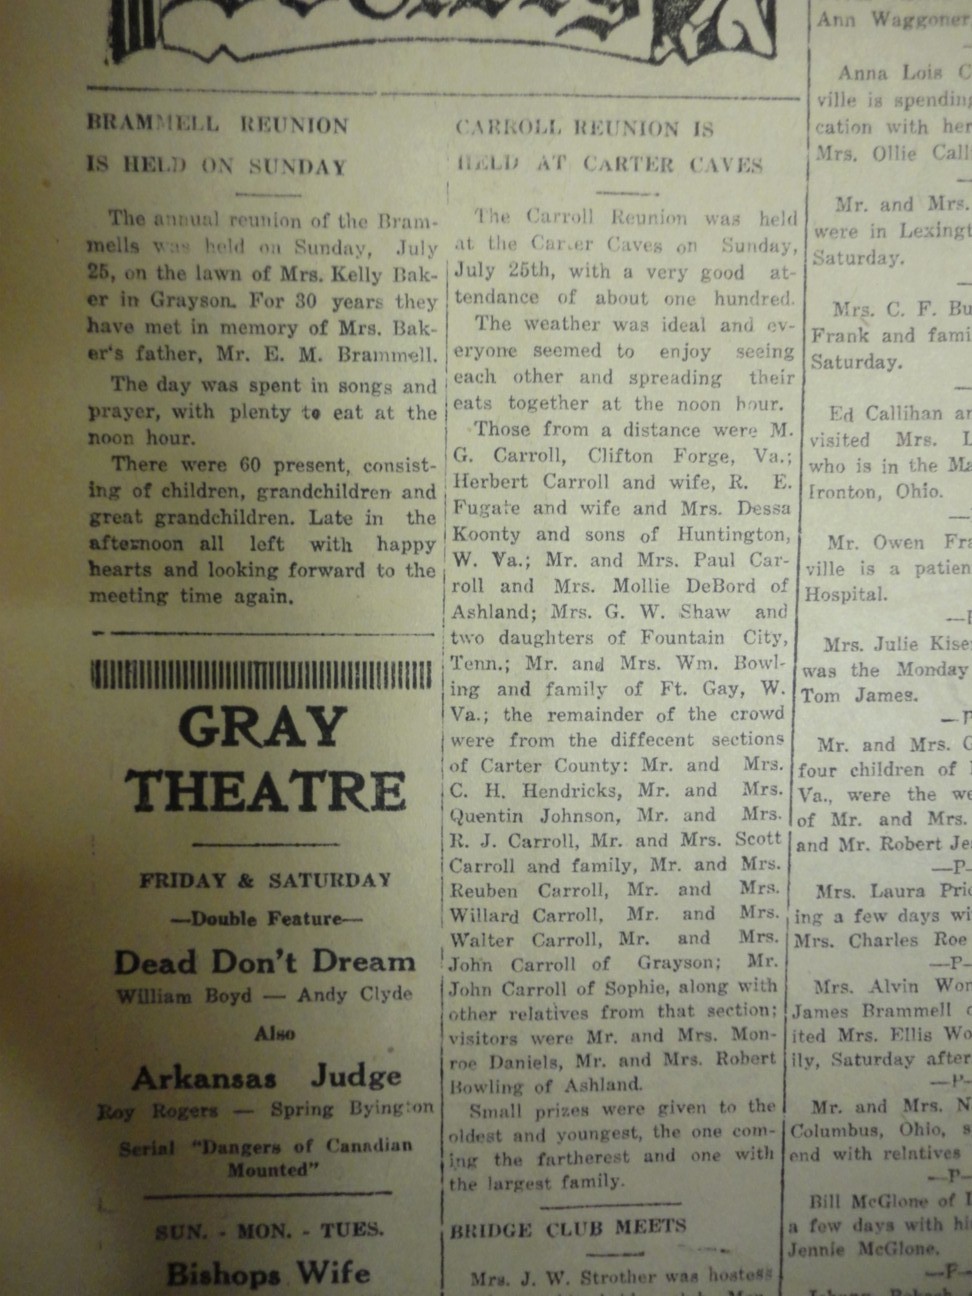 BRAMMELL REUNION
IS HELD ON SUNDAY
The annual reunion of the Bram-
mells was held on Sunday, July
25, on the lawn of Mrs. Kelly Bak-
er in Grayson. For 30 years they
have met in memory of Mrs. Bak-
er's father, Mr. E. M. Brammell.
The day was spent in songs and
prayer, with plenty to eat at the
noon hour.
There were 60 present, consist-
ing of children, grandchildren and
great grandchildren. Late in the
afternoon all left with happy
hearts and looking forward to the
meeting time again.
GRAY
THEATRE
FRIDAY & SATURDAY
—Double Feature—
Dead Don't Dream
William Boyd — Andy Clyde
Also
Arkansas Judge
Roy Rogers — Spring Byington
Serial "Dangers of Canadian
Mounted"
SUN. - MON. - TUES.
Bishops Wife
CARROLL REUNION IS
HELD AT CARTER CAVES
The Carroll Reunion was held
at the Carter Caves on Sunday,
July 25th, with a very good at-
tendance of about one hundred.
The weather was ideal and ev-
eryone seemed to enjoy seeing
each other and spreading their
eats together at the noon hour.
Those from a distance were M.
G. Carroll, Clifton Forge, Va.;
Herbert Carroll and wife, R. E.
Fugate and wife and Mrs. Dessa
Koonty and sons of Huntington,
W. Va.; Mr. and Mrs. Paul Car-
roll and Mrs. Mollie DeBord of
Ashland; Mrs. G. W. Shaw and
two daughters of Fountain City,
Tenn.; Mr. and Mrs. Wm. Bowl-
ing and family of Ft. Gay, W.
Va.; the remainder of the crowd
were from the diffecent sections
of Carter County: Mr. and Mrs.
C. H. Hendricks, Mr. and Mrs.
Quentin Johnson, Mr. and Mrs.
R. J. Carroll, Mr. and Mrs. Scott
Carroll and family, Mr. and Mrs.
Reuben Carroll, Mr. and Mrs.
Willard Carroll, Mr. and Mrs.
Walter Carroll, Mr. and Mrs.
John Carroll of Grayson; Mr.
John Carroll of Sophie, along with
other relatives from that section;
visitors were Mr. and Mrs. Mon-
roe Daniels, Mr. and Mrs. Robert
Bowling of Ashland.
Small prizes were given to the
oldest and youngest, the one com-
ing the fartherest and one with
the largest family.
BRIDGE CLUB MEETS
Mrs. J. W. Strother was hostess
Ann Waggoner
Anna Lois C
ville is spending
cation with her
Mrs. Ollie Call
Mr. and Mrs.
were in Lexingt
Saturday.
Mrs. C. F. Bu
Frank and fami
Saturday.
Ed Callihan an
visited Mrs. L
who is in the Ma
Ironton, Ohio.
Mr. Owen Fra
ville is a patien
Hospital.
Mrs. Julie Kise
was the Monday
Tom James.
—P
Mr. and Mrs. G
four children of
Va., were the we
of Mr. and Mrs.
and Mr. Robert Je
—P-
Mrs. Laura Pric
ing a few days wi
Mrs. Charles Roe
—P-
Mrs. Alvin Wor
James Brammell
ited Mrs. Ellis Wo
ily, Saturday after
—P-
Mr. and Mrs. N
Columbus, Ohio, s
end with relatives
—P-
Bill McGlone of
a few days with hi
Jennie McGlone.
—P-